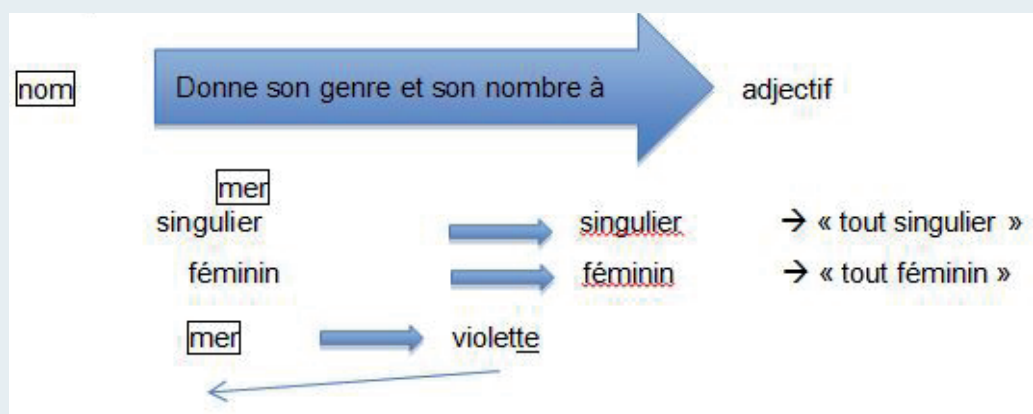 nom Donne son genre et son nombre à adjectif
mer
singulier singulier → « tout singulier »
féminin féminin → « tout féminin »
mer violette